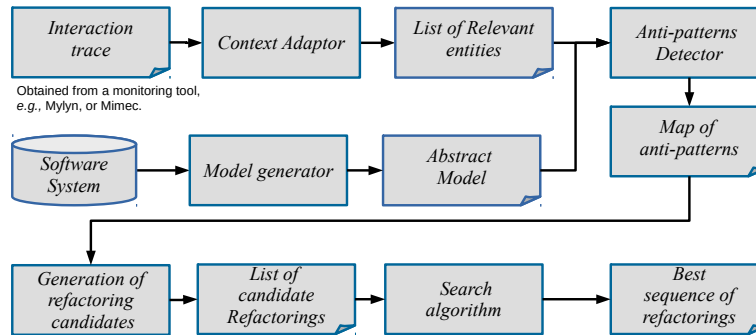 Interaction
trace
Context Adaptor
List of Relevant
entities
Anti-patterns
Detector
Obtained from a monitoring tool,
e.g., Mylyn, or Mimec.
Map of
anti-patterns
Software
System
Model generator
Abstract
Model
Generation of
refactoring
candidates
List of
candidate
Refactorings
Search
algorithm
Best
sequence of
refactorings